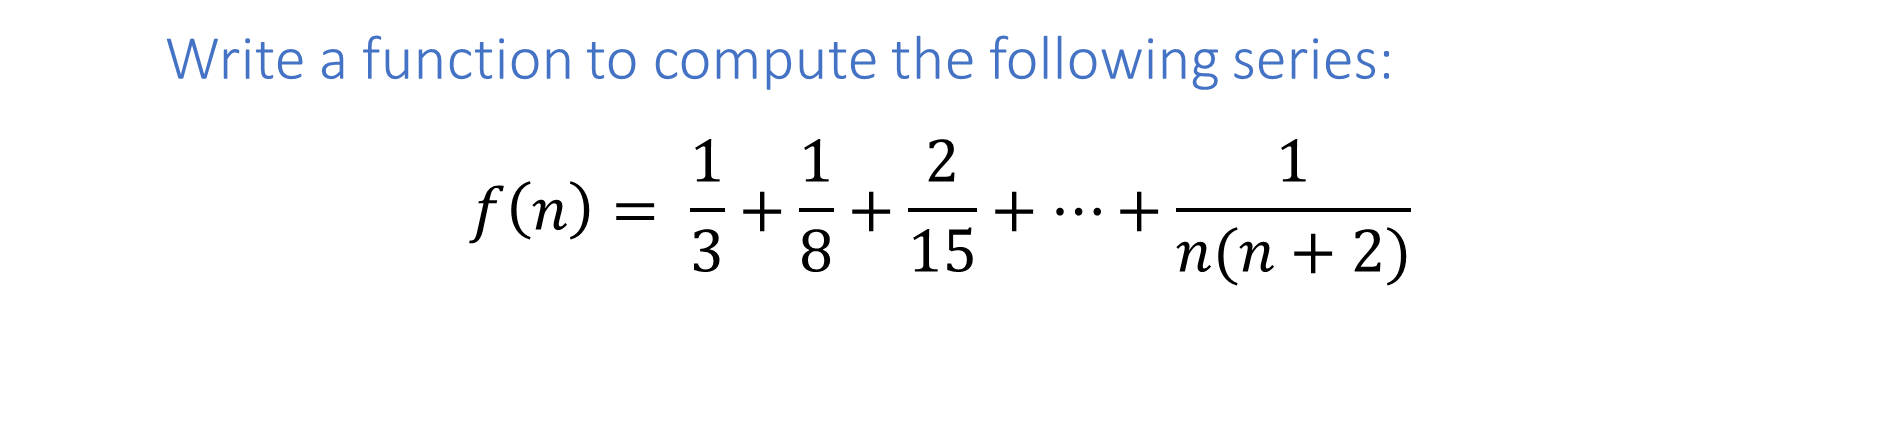 Write a function to compute the following series:
f(n) = 1/3 + 1/8 + 2/15 + ⋯ + 1/n(n + 2)